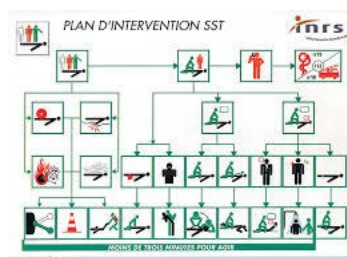 PLAN D'INTERVENTION SST
inrs
MOINS DE TROIS MINUTES POUR AGIR